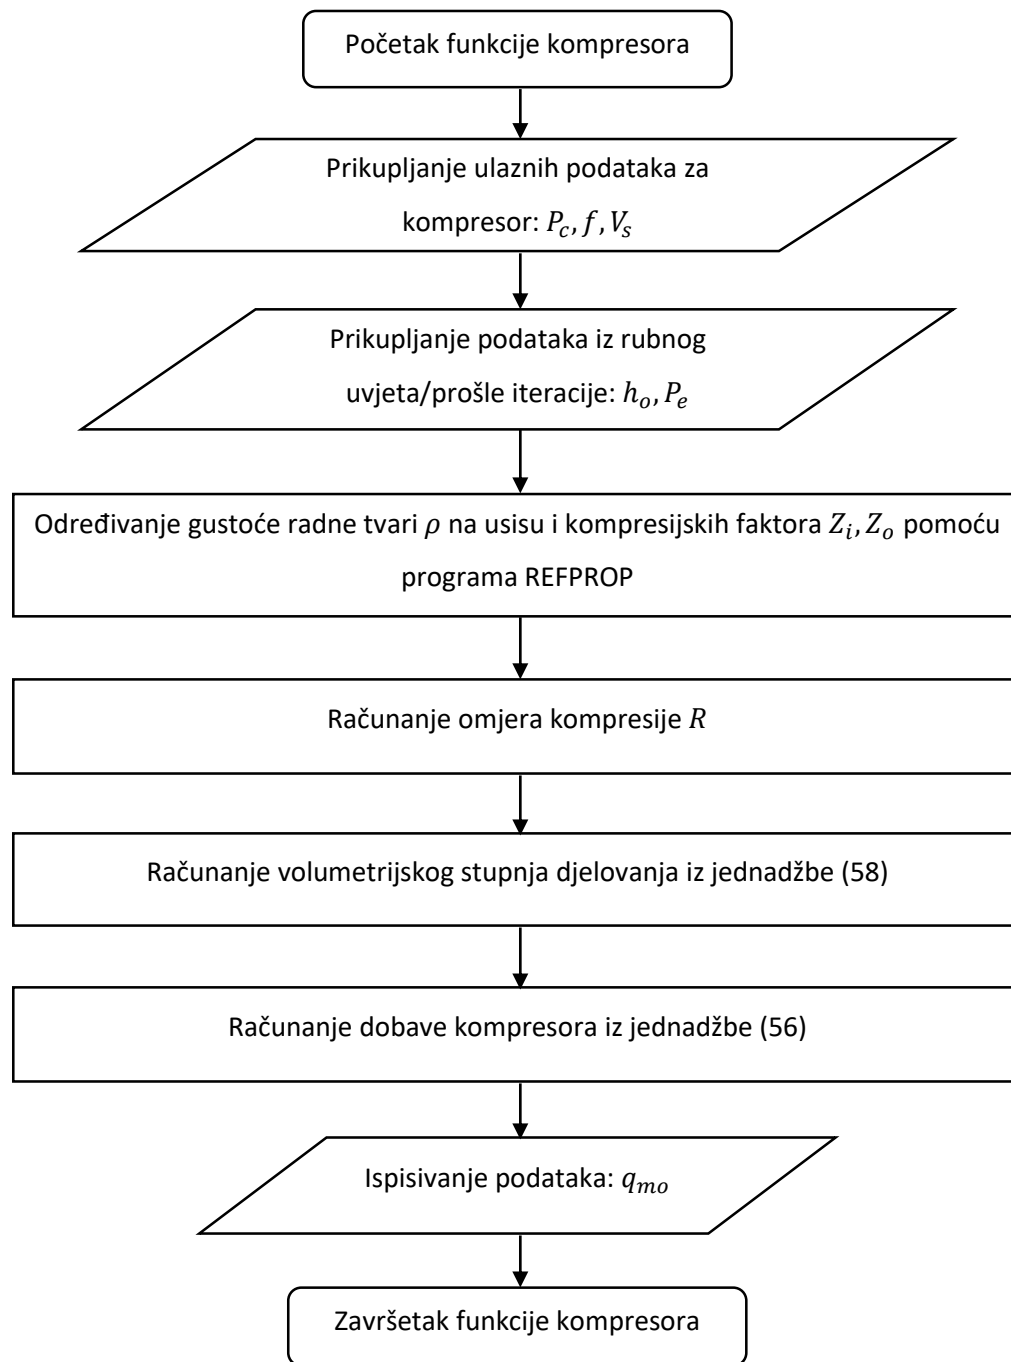 Početak funkcije kompresora
Prikupljanje ulaznih podataka za
kompresor: P_c, f, V_s
Prikupljanje podataka iz rubnog
uvjeta/prošle iteracije: h_o, P_e
Određivanje gustoće radne tvari ρ na usisu i kompresijskih faktora Z_i, Z_o pomoću
programa REFPROP
Računanje omjera kompresije R
Računanje volumetrijskog stupnja djelovanja iz jednadžbe (58)
Računanje dobave kompresora iz jednadžbe (56)
Ispisivanje podataka: q_{mo}
Završetak funkcije kompresora